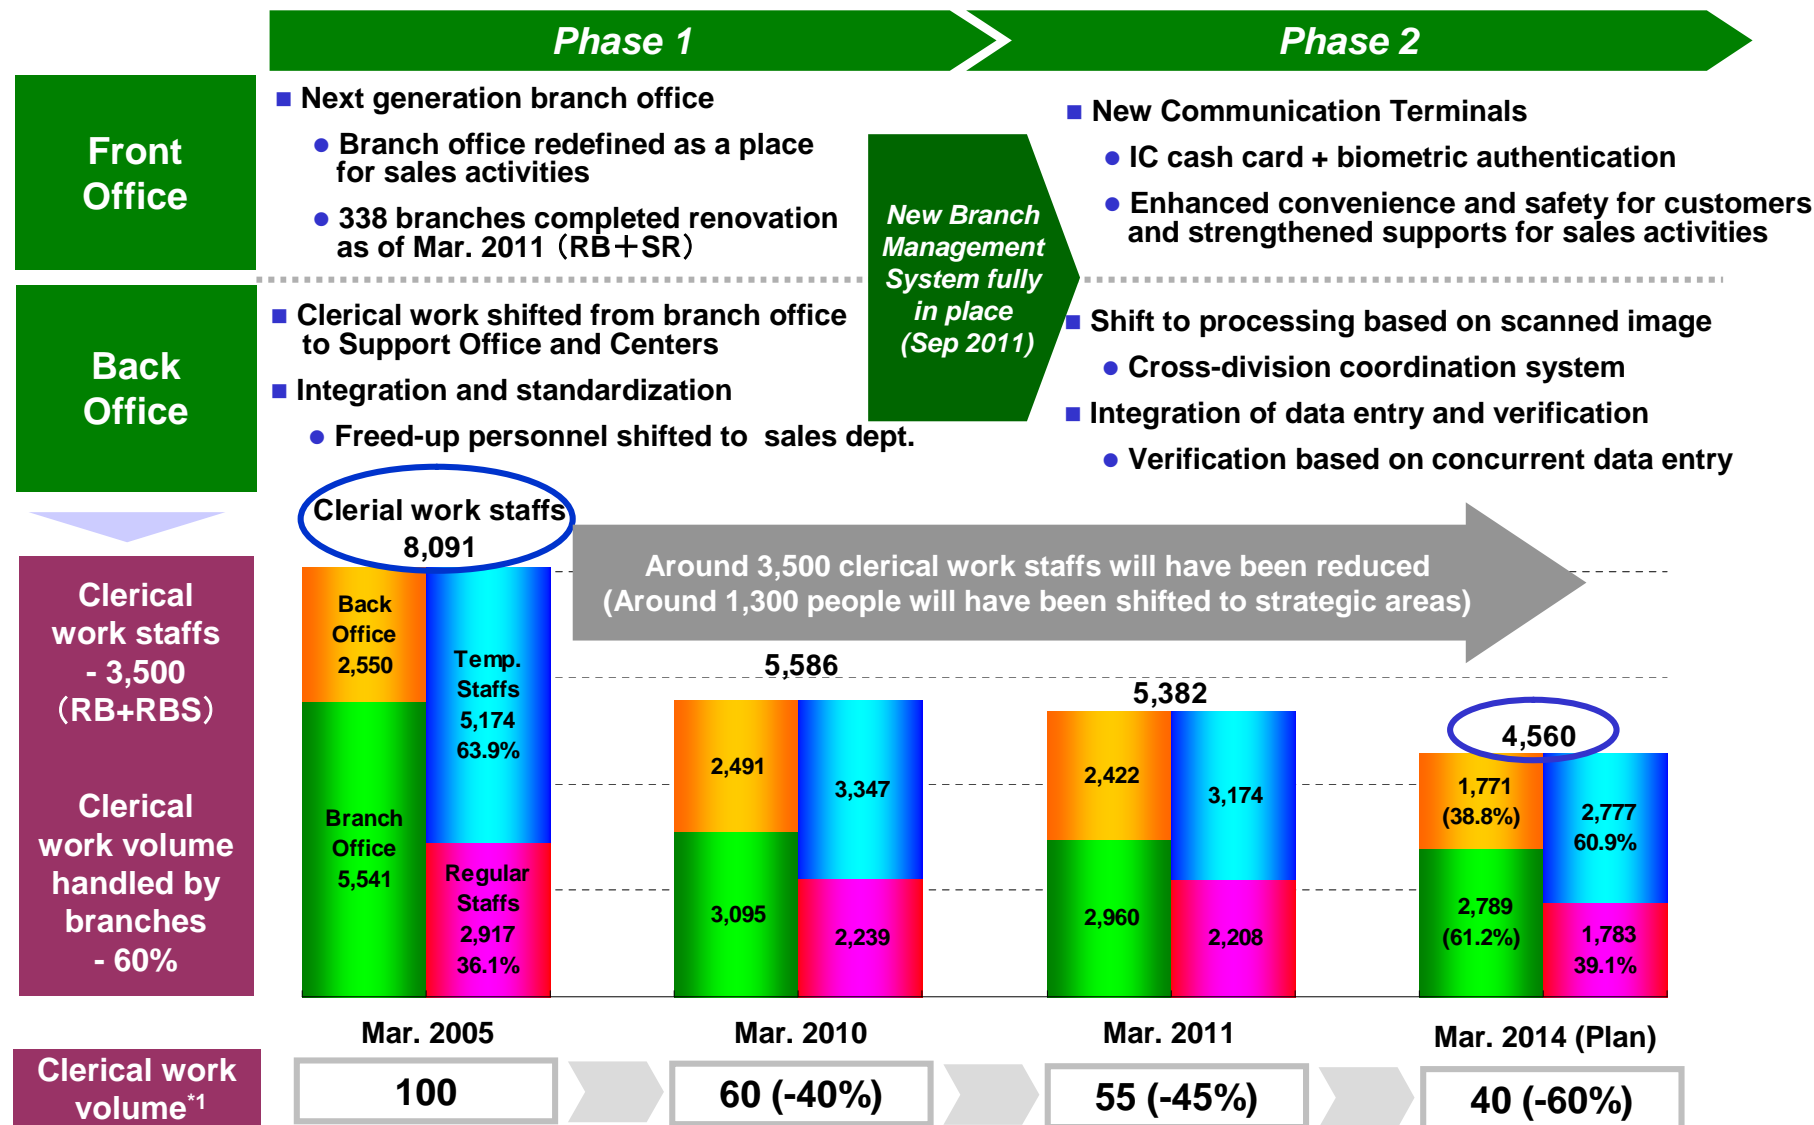 Phase 1
Phase 2
Front
Office
■ Next generation branch office
● Branch office redefined as a place
for sales activities
● 338 branches completed renovation
as of Mar. 2011（RB＋SR）
New Branch
Management
System fully
in place
(Sep 2011)
■ New Communication Terminals
● IC cash card + biometric authentication
● Enhanced convenience and safety for customers
and strengthened supports for sales activities
Back
Office
■ Clerical work shifted from branch office
to Support Office and Centers
■ Integration and standardization
● Freed-up personnel shifted to sales dept.
■ Shift to processing based on scanned image
● Cross-division coordination system
■ Integration of data entry and verification
● Verification based on concurrent data entry
Clerical
work staffs
- 3,500
（RB+RBS）
Clerical
work volume
handled by
branches
- 60%
Clerial work staffs
8,091
Around 3,500 clerical work staffs will have been reduced
(Around 1,300 people will have been shifted to strategic areas)
Back
Office
2,550
Temp.
Staffs
5,174
63.9%
Branch
Office
5,541
Regular
Staffs
2,917
36.1%
5,586
2,491
3,347
3,095
2,239
5,382
2,422
3,174
2,960
2,208
4,560
1,771
(38.8%)
2,777
60.9%
2,789
(61.2%)
1,783
39.1%
Mar. 2005
Mar. 2010
Mar. 2011
Mar. 2014 (Plan)
Clerical work
volume*1
100
60 (-40%)
55 (-45%)
40 (-60%)